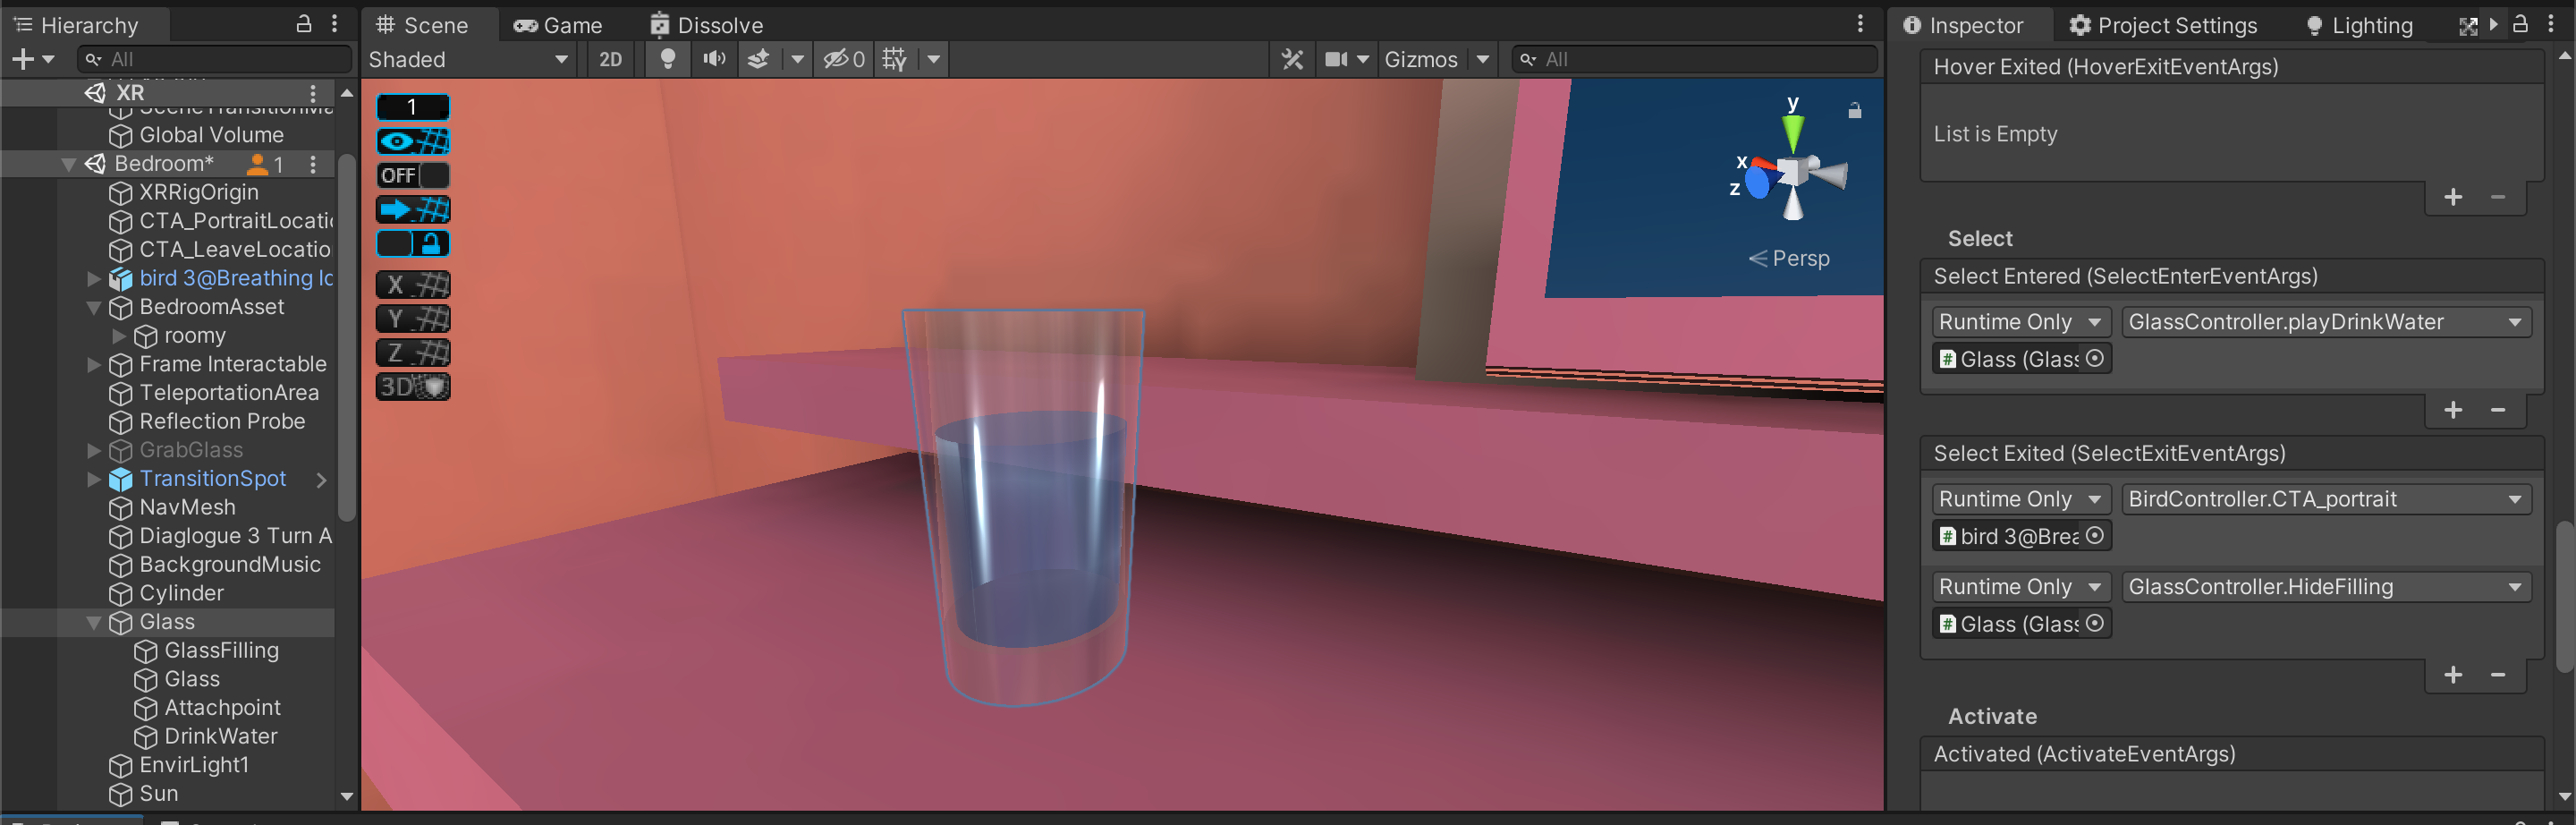 Hierarchy
All
XR
Global Volume
Bedroom*
1
XRRigOrigin
CTA_PortraitLocatio
CTA_LeaveLocatio
bird 3@Breathing Id
BedroomAsset
roomy
Frame Interactable
TeleportationArea
Reflection Probe
GrabGlass
TransitionSpot
NavMesh
Diaglogue 3 Turn A
BackgroundMusic
Cylinder
Glass
GlassFilling
Glass
Attachpoint
DrinkWater
EnvirLight1
Sun
Scene
Game
Dissolve
Shaded
2D
0
Gizmos
All
1
OFF
X
Y
Z
3D
y
x
z
Persp
Inspector
Project Settings
Lighting
Hover Exited (HoverExitEventArgs)
List is Empty
Select
Select Entered (SelectEnterEventArgs)
Runtime Only
GlassController.playDrinkWater
Glass (Glass
Select Exited (SelectExitEventArgs)
Runtime Only
BirdController.CTA_portrait
bird 3@Brea
Runtime Only
GlassController.HideFilling
Glass (Glass
Activate
Activated (ActivateEventArgs)